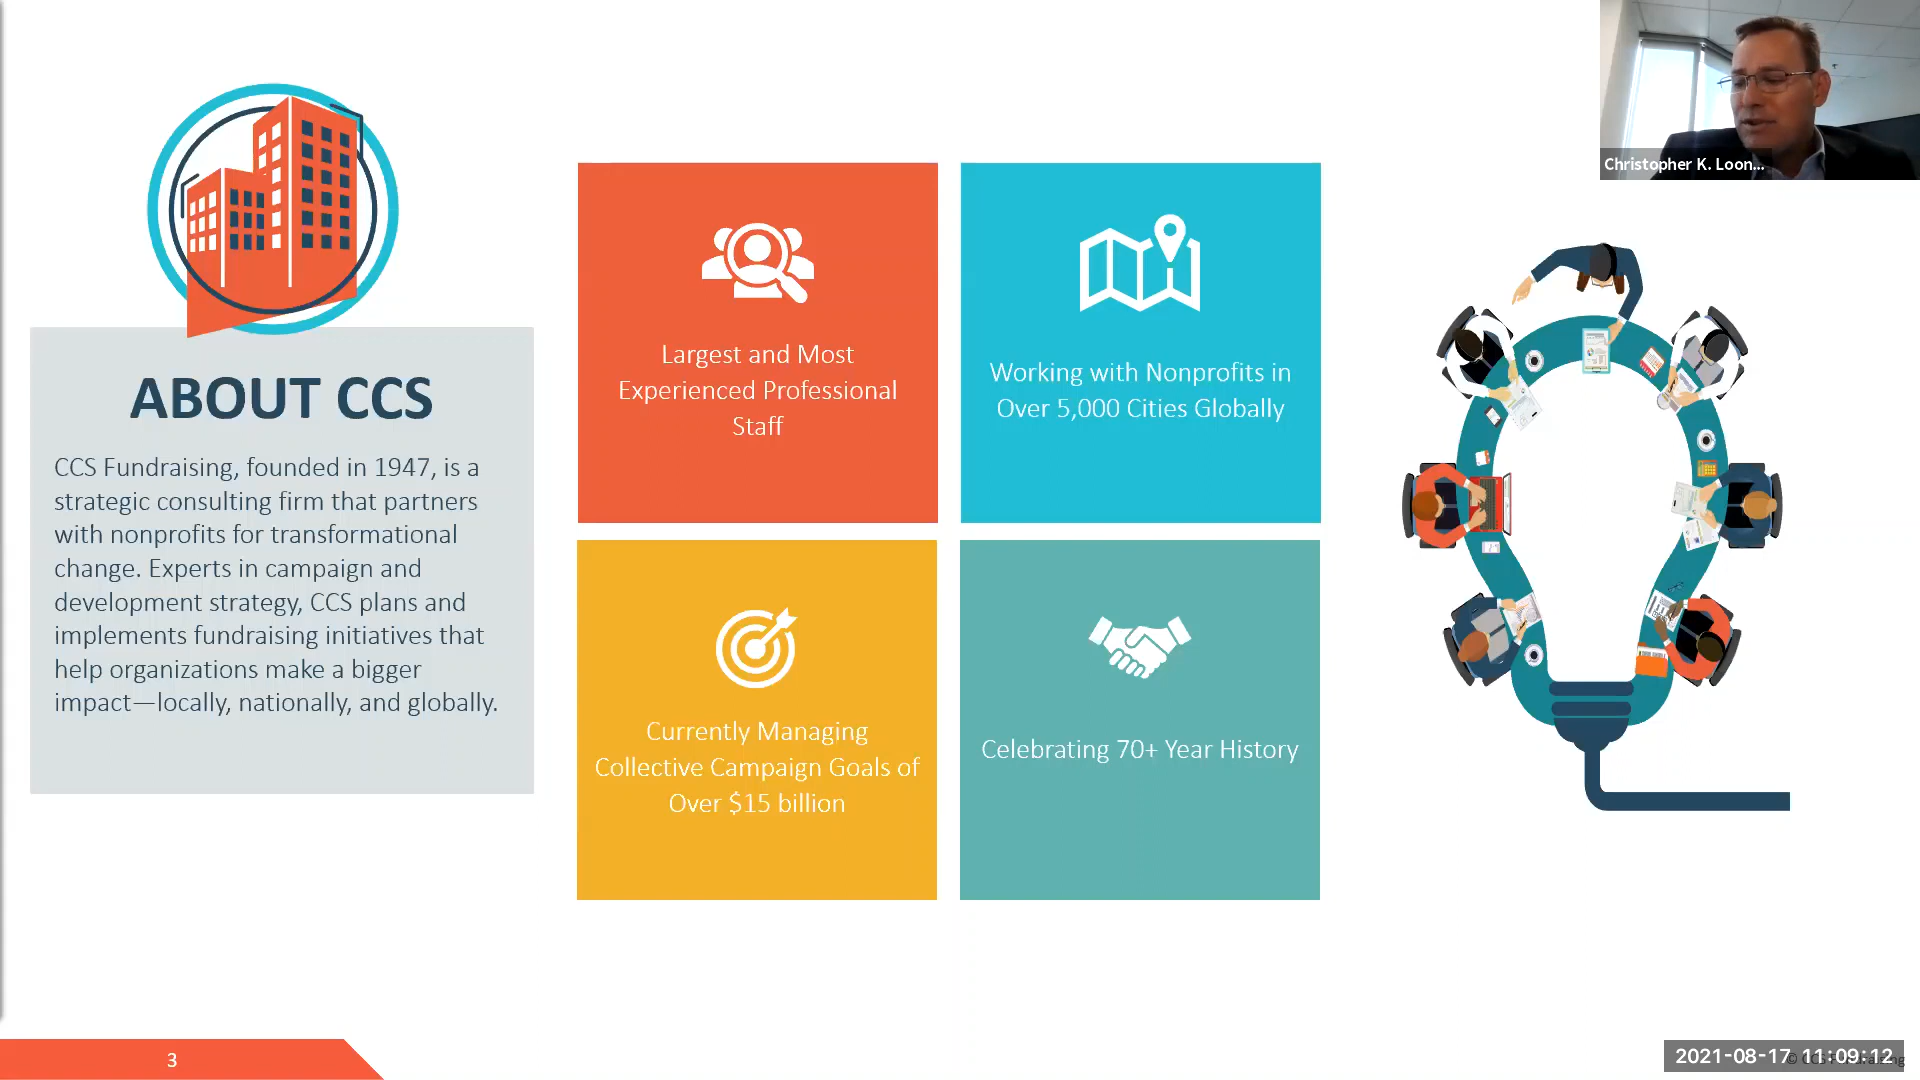 Christopher K. Loon...
ABOUT CCS
CCS Fundraising, founded in 1947, is a
strategic consulting firm that partners
with nonprofits for transformational
change. Experts in campaign and
development strategy, CCS plans and
implements fundraising initiatives that
help organizations make a bigger
impact—locally, nationally, and globally.
Largest and Most
Experienced Professional
Staff
Working with Nonprofits in
Over 5,000 Cities Globally
Currently Managing
Collective Campaign Goals of
Over $15 billion
Celebrating 70+ Year History
3
2021-08-17 11:09:12